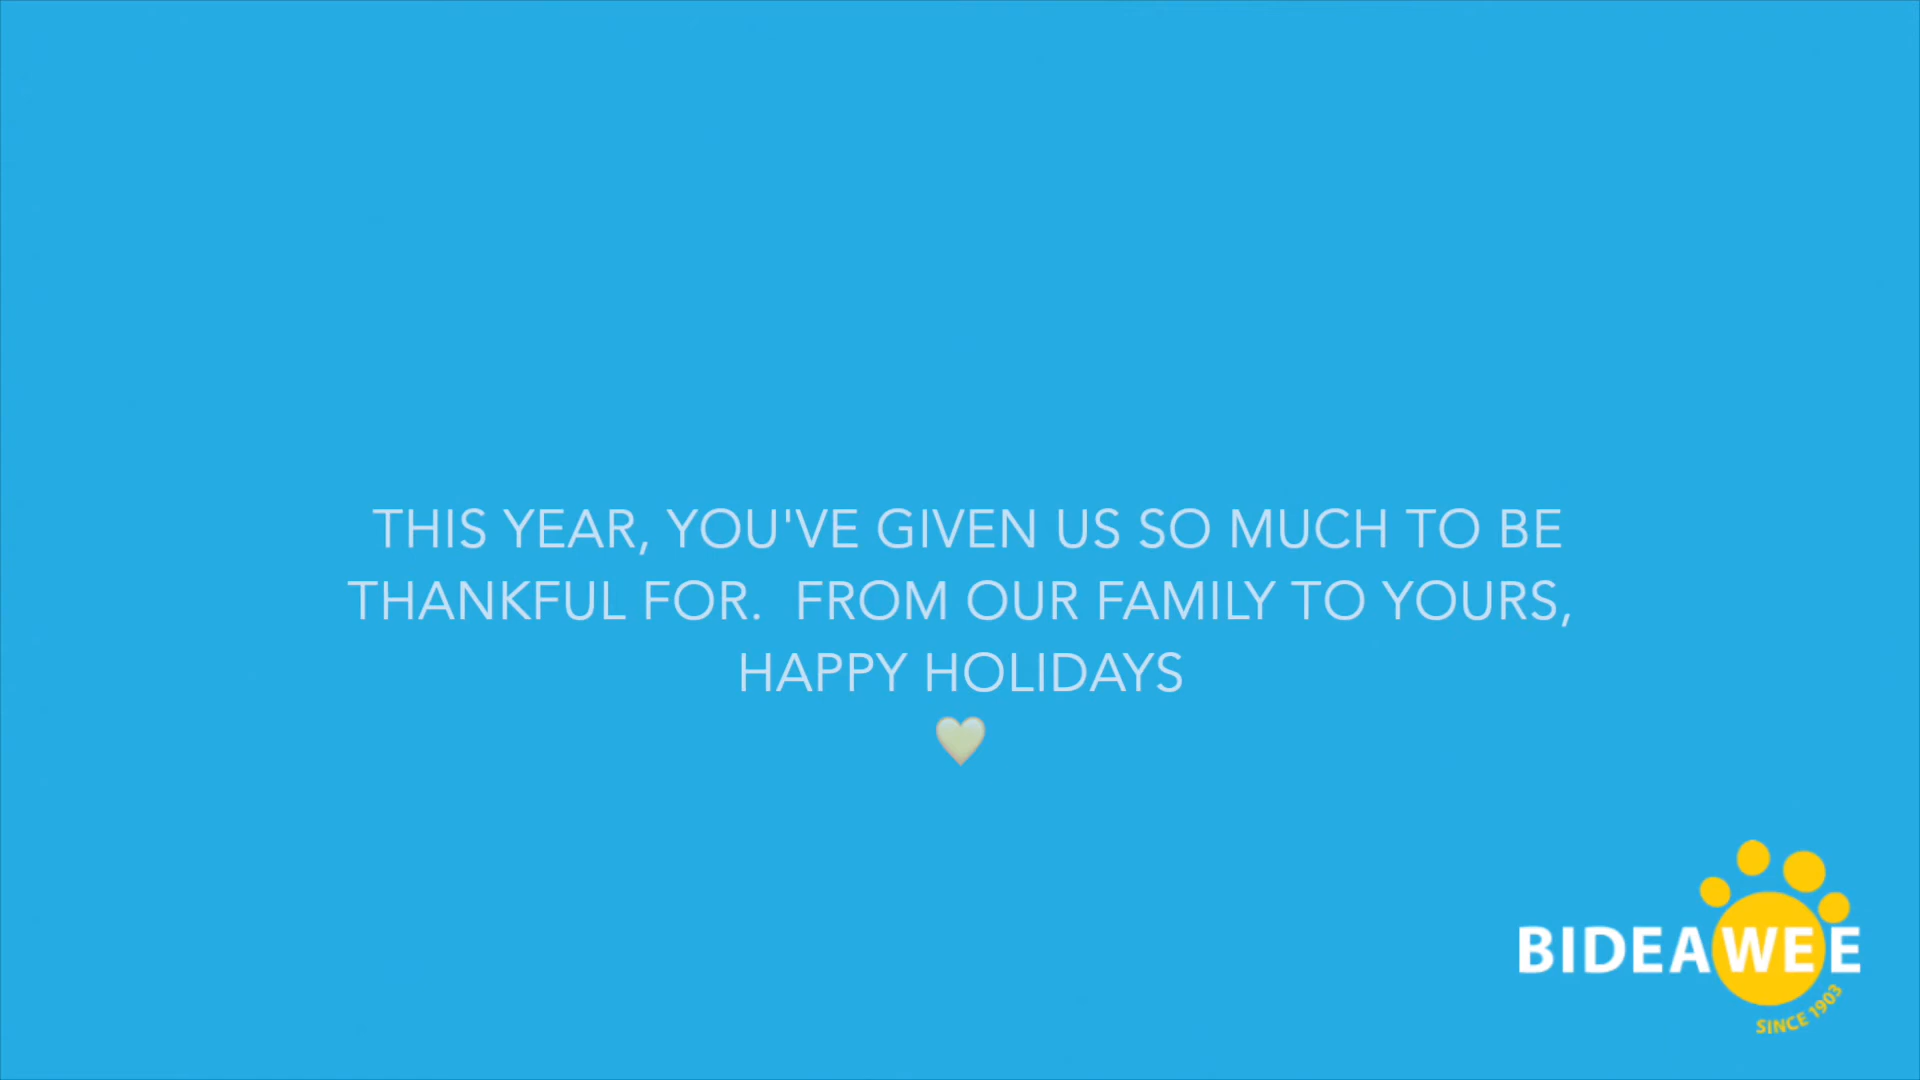 THIS YEAR, YOU'VE GIVEN US SO MUCH TO BE
THANKFUL FOR.  FROM OUR FAMILY TO YOURS,
HAPPY HOLIDAYS
BIDEAWEE
SINCE 1903